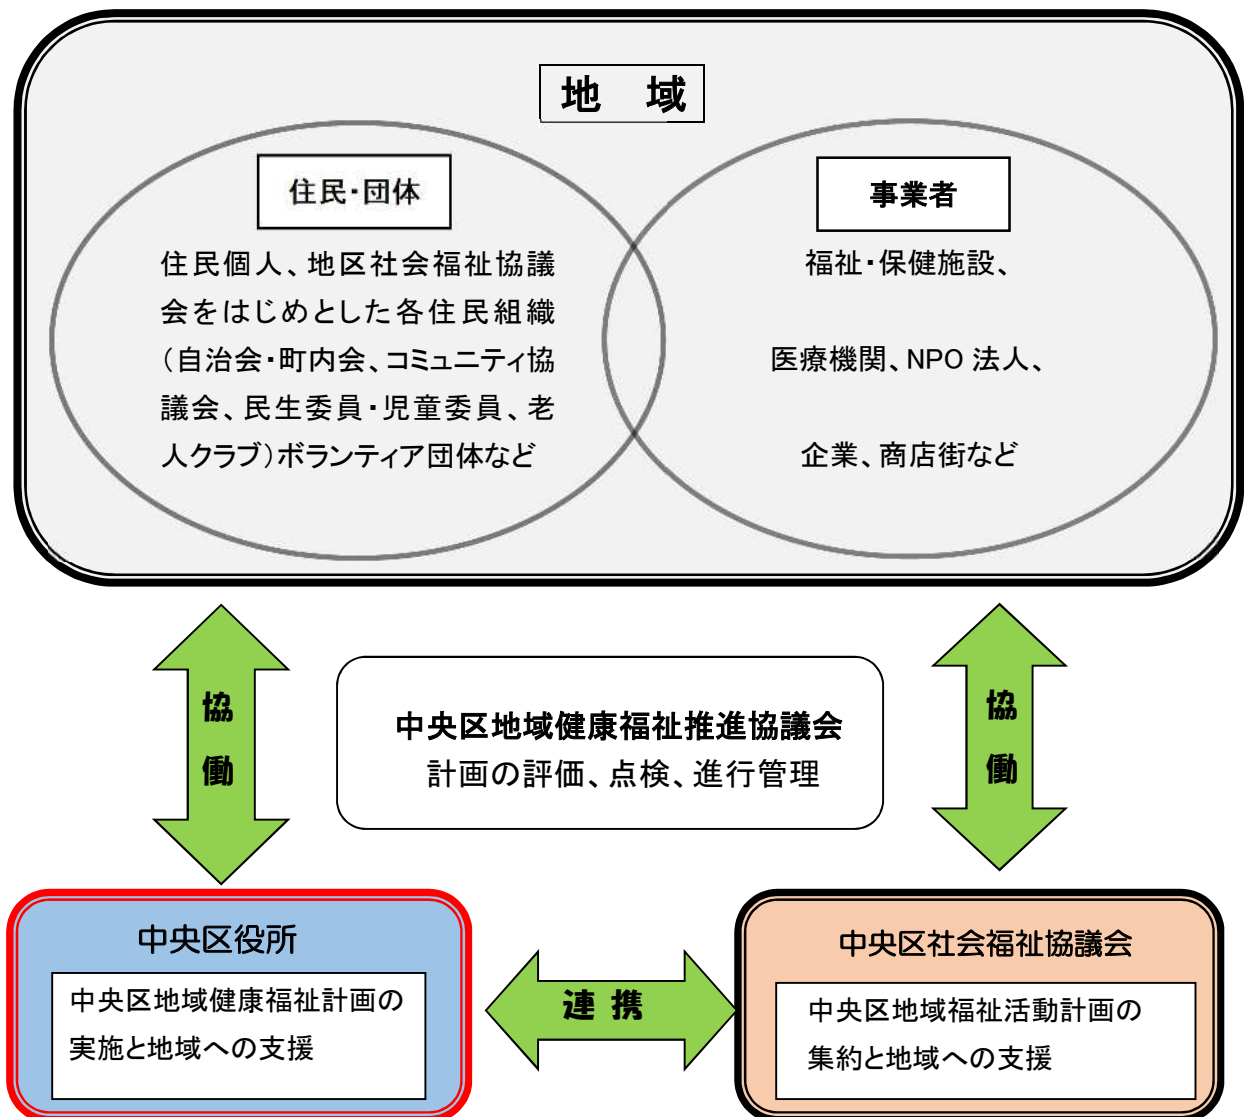 地　域
住民・団体
住民個人、地区社会福祉協議
会をはじめとした各住民組織
（自治会・町内会、コミュニティ協
議会、民生委員・児童委員、老
人クラブ）ボランティア団体など
事業者
福祉・保健施設、
医療機関、NPO 法人、
企業、商店街など
協
働
中央区地域健康福祉推進協議会
計画の評価、点検、進行管理
協
働
中央区役所
中央区地域健康福祉計画の
実施と地域への支援
連 携
中央区社会福祉協議会
中央区地域福祉活動計画の
集約と地域への支援